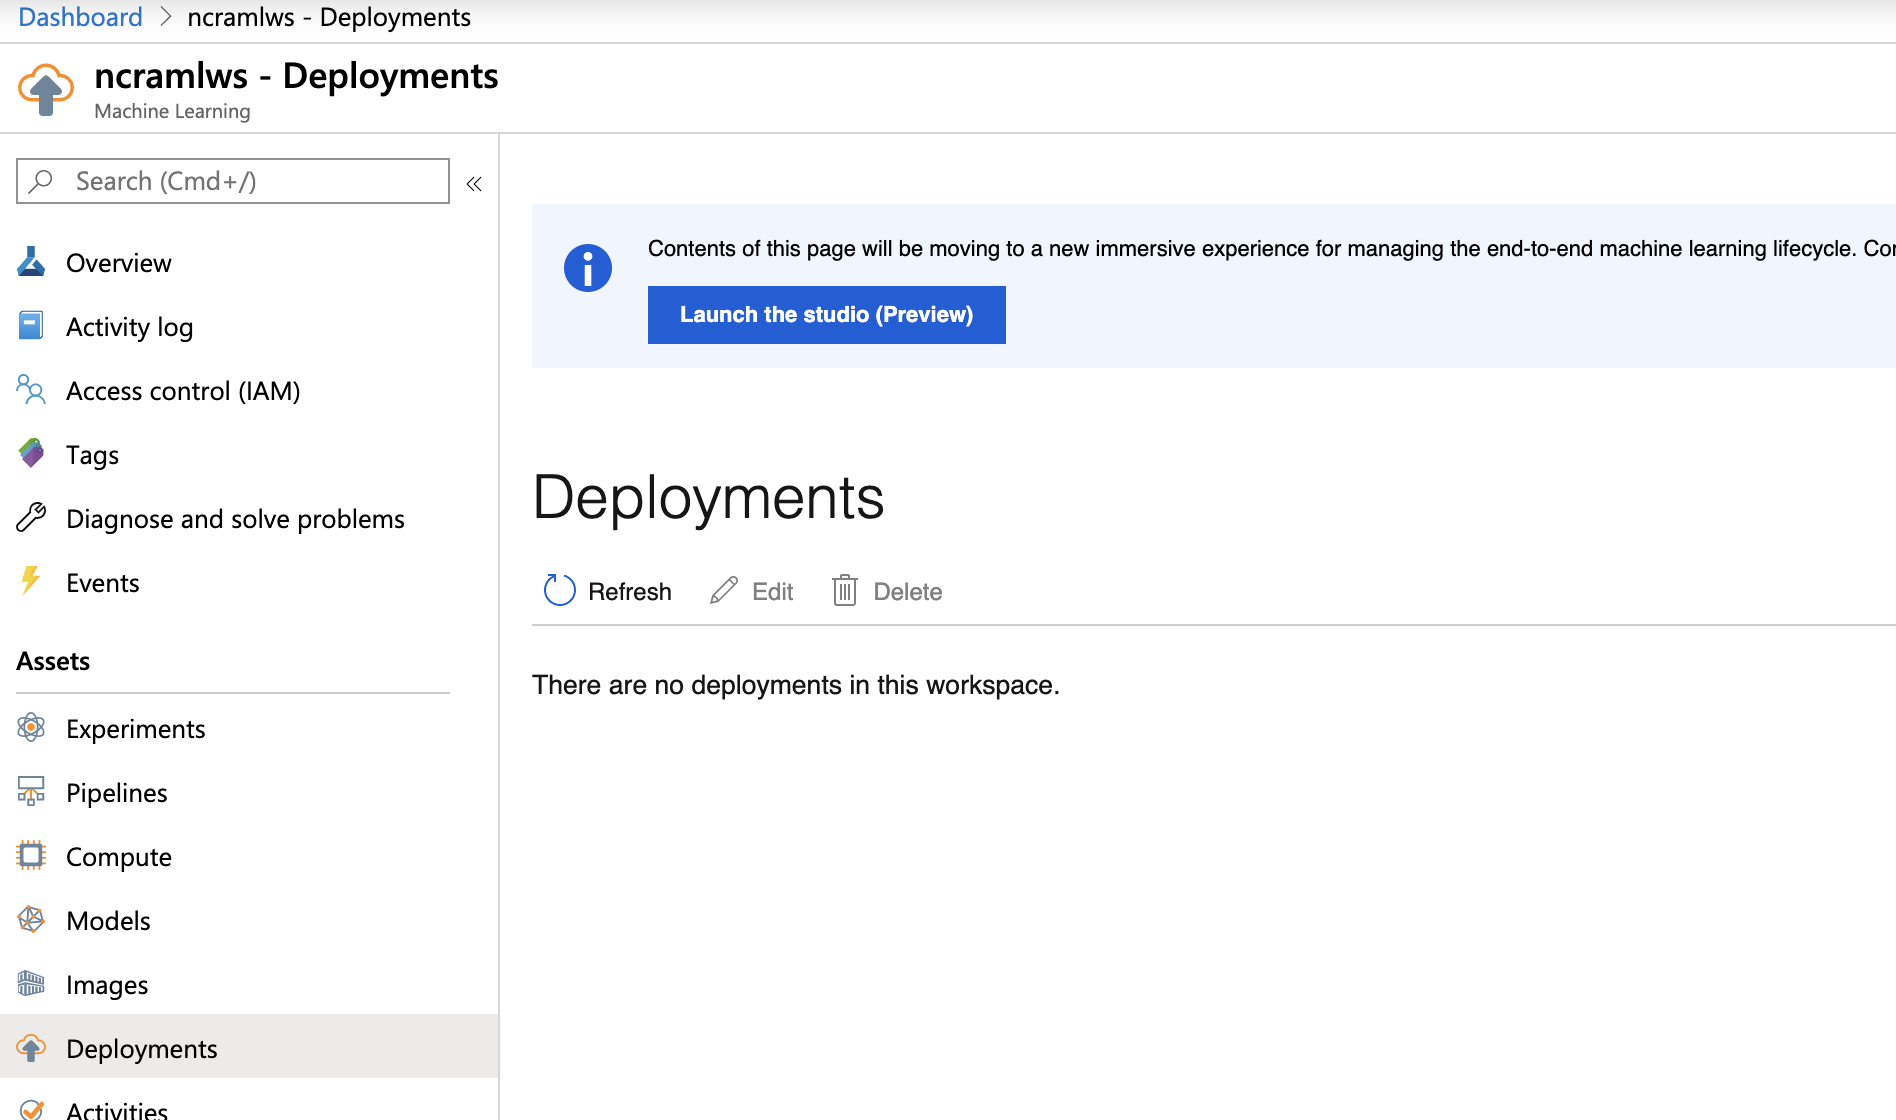 Dashboard > ncramlws - Deployments
ncramlws - Deployments
Machine Learning
Search (Cmd+/)
«
Overview
Activity log
Access control (IAM)
Tags
Diagnose and solve problems
Events
Assets
Experiments
Pipelines
Compute
Models
Images
Deployments
Activities
Contents of this page will be moving to a new immersive experience for managing the end-to-end machine learning lifecycle.
Launch the studio (Preview)
Deployments
Refresh Edit Delete
There are no deployments in this workspace.